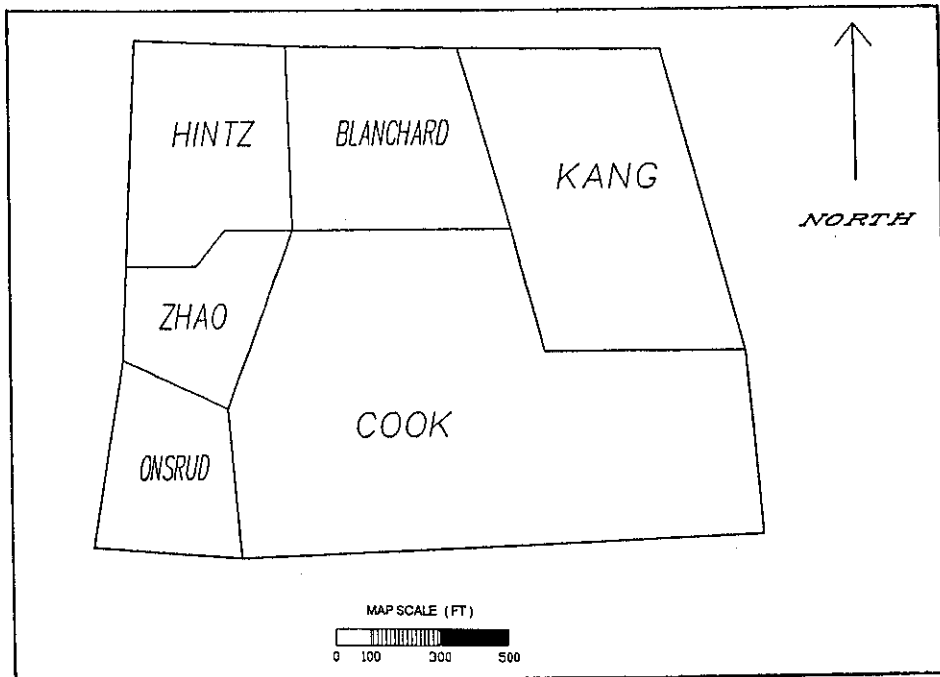 HINTZ
BLANCHARD
KANG
NORTH
ZHAO
COOK
ONSRUD
MAP SCALE (FT)
0 100 300 500